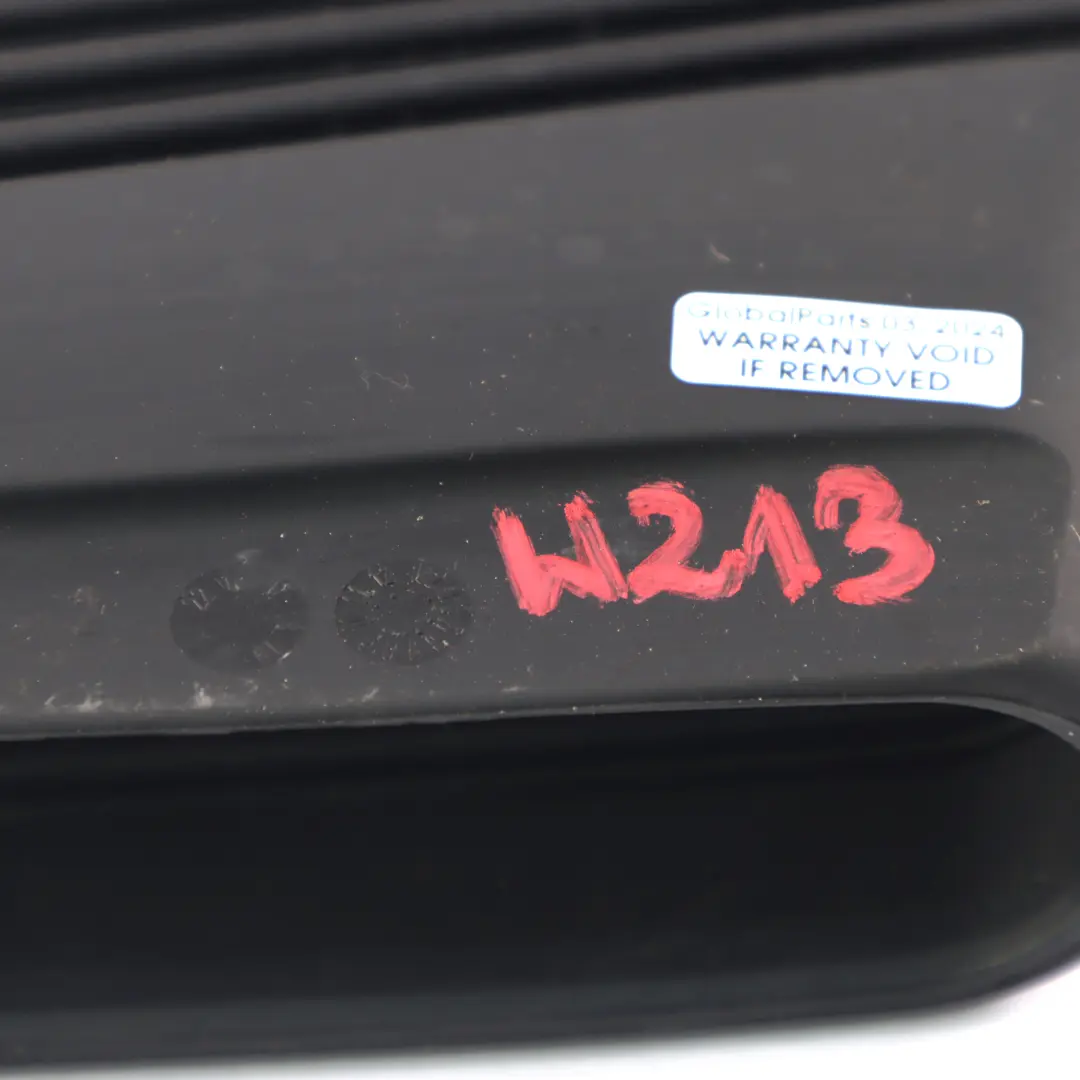 GlobalParts 03/2024
WARRANTY VOID
IF REMOVED
W213